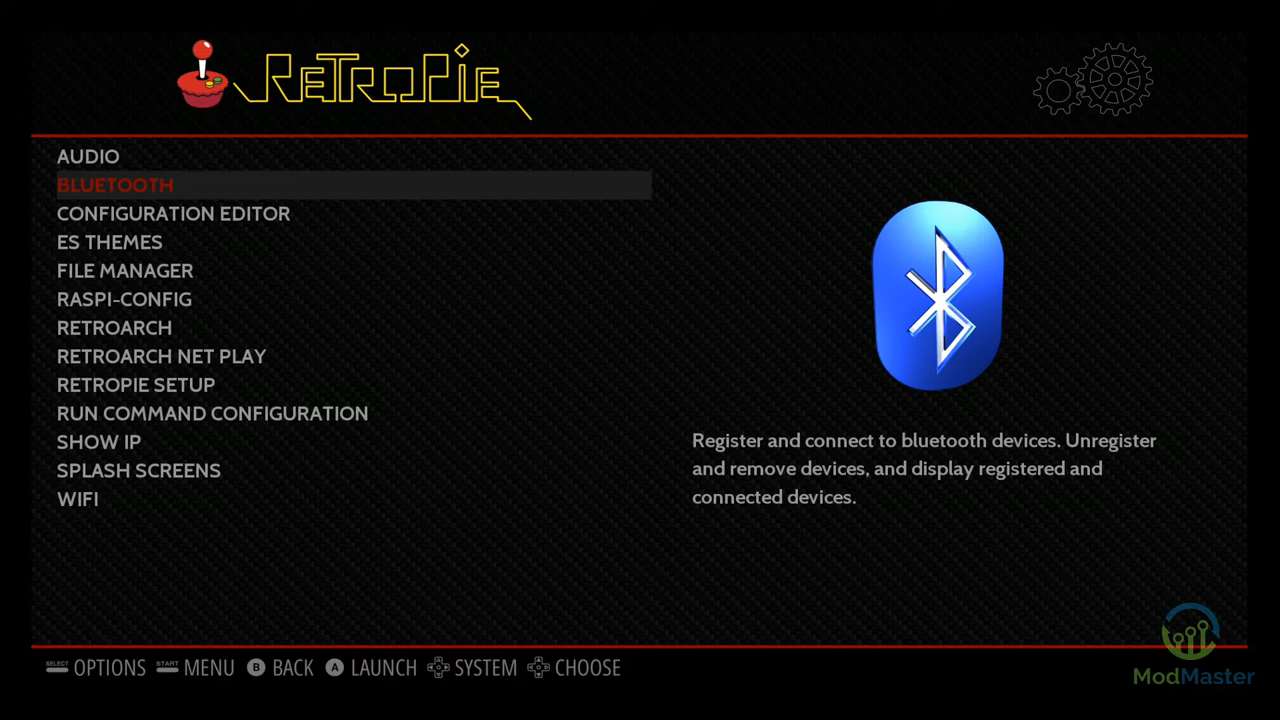 RETROPIE
AUDIO
BLUETOOTH
CONFIGURATION EDITOR
ES THEMES
FILE MANAGER
RASPI-CONFIG
RETROARCH
RETROARCH NET PLAY
RETROPIE SETUP
RUN COMMAND CONFIGURATION
SHOW IP
SPLASH SCREENS
WIFI
Register and connect to bluetooth devices. Unregister
and remove devices, and display registered and
connected devices.
SELECT OPTIONS START MENU B BACK A LAUNCH SYSTEM CHOOSE
ModMaster